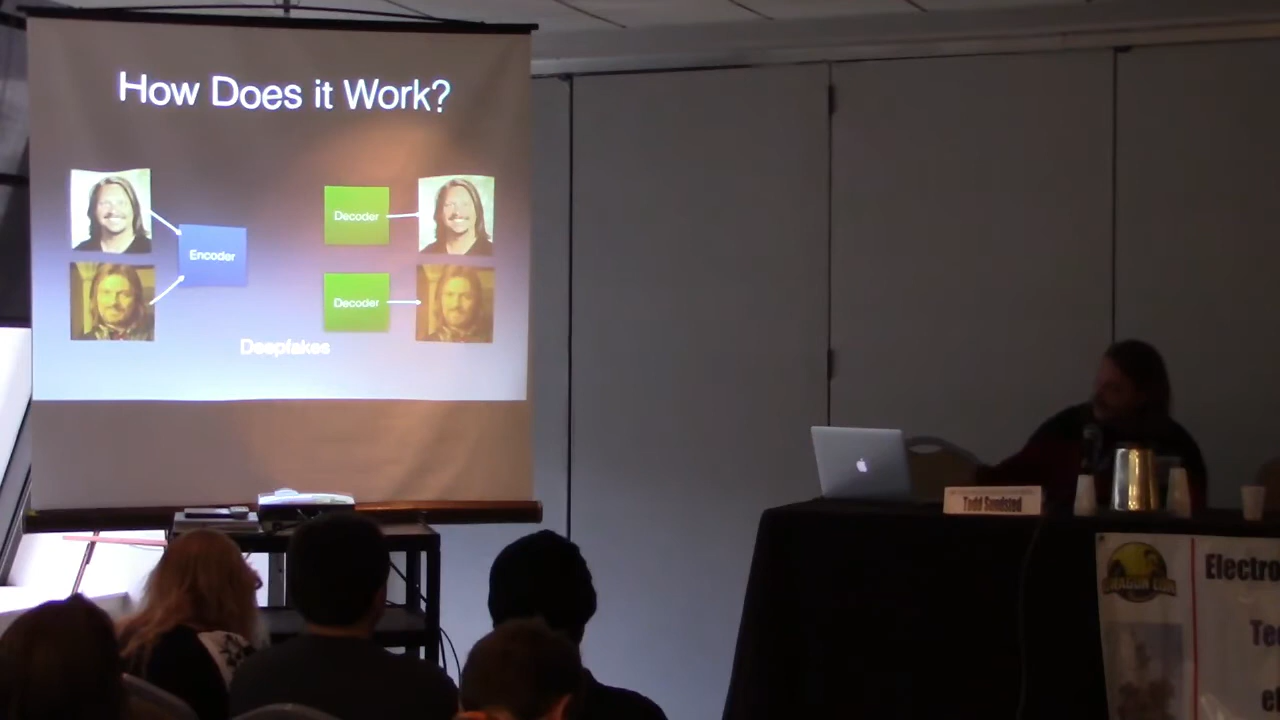 How Does it Work?
Decoder
Encoder
Decoder
Deepfakes
Todd Sundsted
Electro
Te